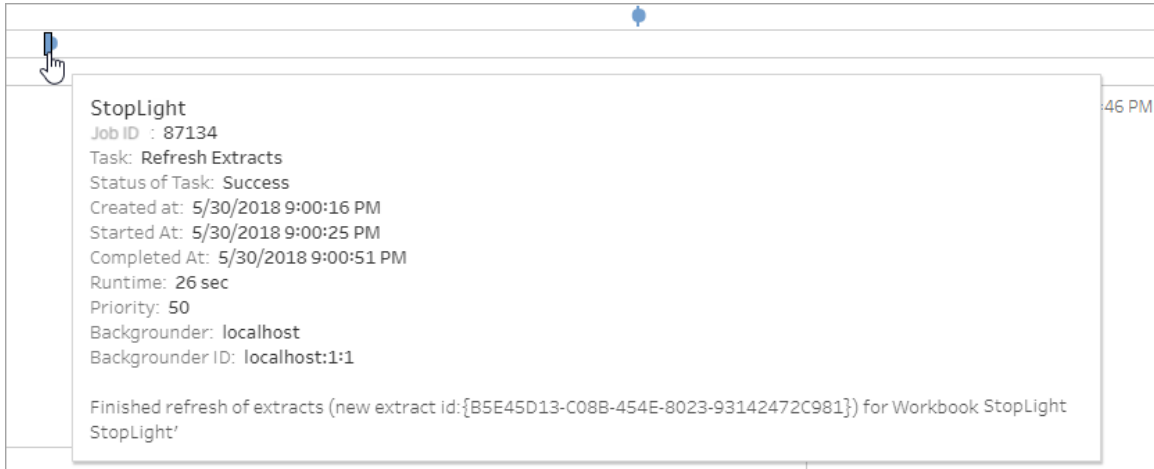 :46 PM
StopLight
Job ID : 87134
Task: Refresh Extracts
Status of Task: Success
Created at: 5/30/2018 9:00:16 PM
Started At: 5/30/2018 9:00:25 PM
Completed At: 5/30/2018 9:00:51 PM
Runtime: 26 sec
Priority: 50
Backgrounder: localhost
Backgrounder ID: localhost:1:1
Finished refresh of extracts (new extract id:{B5E45D13-C08B-454E-8023-93142472C981}) for Workbook StopLight
StopLight’